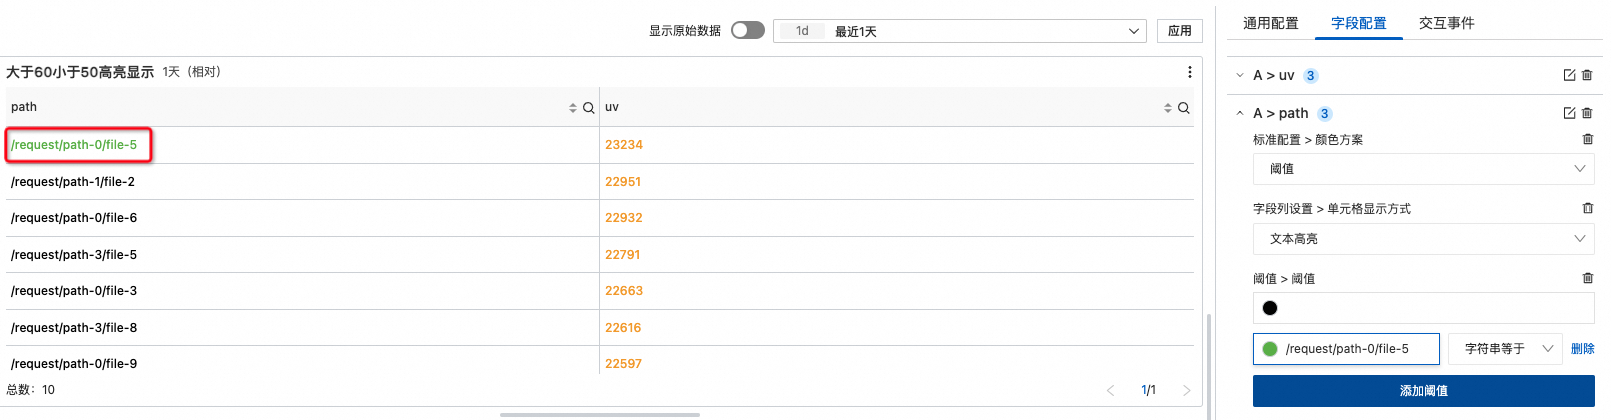 显示原始数据 1d 最近1天 应用
大于60小于50高亮显示 1天（相对）
path uv
/request/path-0/file-5 23234
/request/path-1/file-2 22951
/request/path-0/file-6 22932
/request/path-3/file-5 22791
/request/path-0/file-3 22663
/request/path-3/file-8 22616
/request/path-0/file-9 22597
总数：10 1/1
通用配置 字段配置 交互事件
A > uv 3
A > path 3
标准配置 > 颜色方案
阈值
字段列设置 > 单元格显示方式
文本高亮
阈值 > 阈值
/request/path-0/file-5 字符串等于 删除
添加阈值